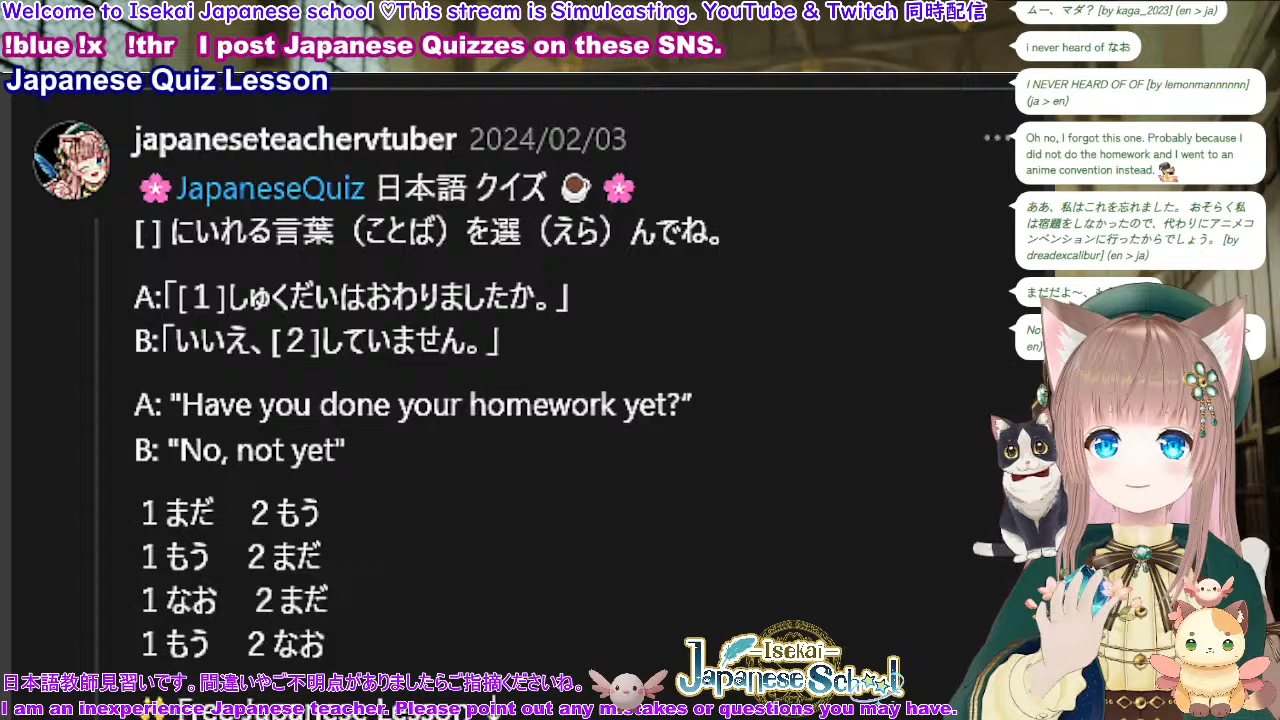 Welcome to Isekai Japanese school ♡This stream is Simulcasting. YouTube & Twitch 同時配信
!blue !x !thr I post Japanese Quizzes on these SNS.
Japanese Quiz Lesson
japaneseteachervtuber 2024/02/03
🌸JapaneseQuiz 日本語 クイズ ☕🌸
[ ] にいれる言葉（ことば）を選（えら）んでね。
A:「[１]しゅくだいはおわりましたか。」
B:「いいえ、[２]していません。」
A: "Have you done your homework yet?"
B: "No, not yet"
１まだ ２もう
１もう ２まだ
１なお ２まだ
１もう ２なお
日本語教師見習いです。間違いやご不明点がありましたらご指摘くださいね。
I am an inexperience Japanese teacher. Please point out any mistakes or questions you may have.
Isekai
Japanese School
ムー、マダ？ [by kaga_2023] (en > ja)
i never heard of なお
I NEVER HEARD OF OF [by lemonmannnnnn]
(ja > en)
Oh no, I forgot this one. Probably because I
did not do the homework and I went to an
anime convention instead.
ああ、私はこれを忘れました。 おそらく私
は宿題をしなかったので、代わりにアニメコ
ンベンションに行ったからでしょう。 [by
dreadexcalibur] (en > ja)
まだだよ～、
en)